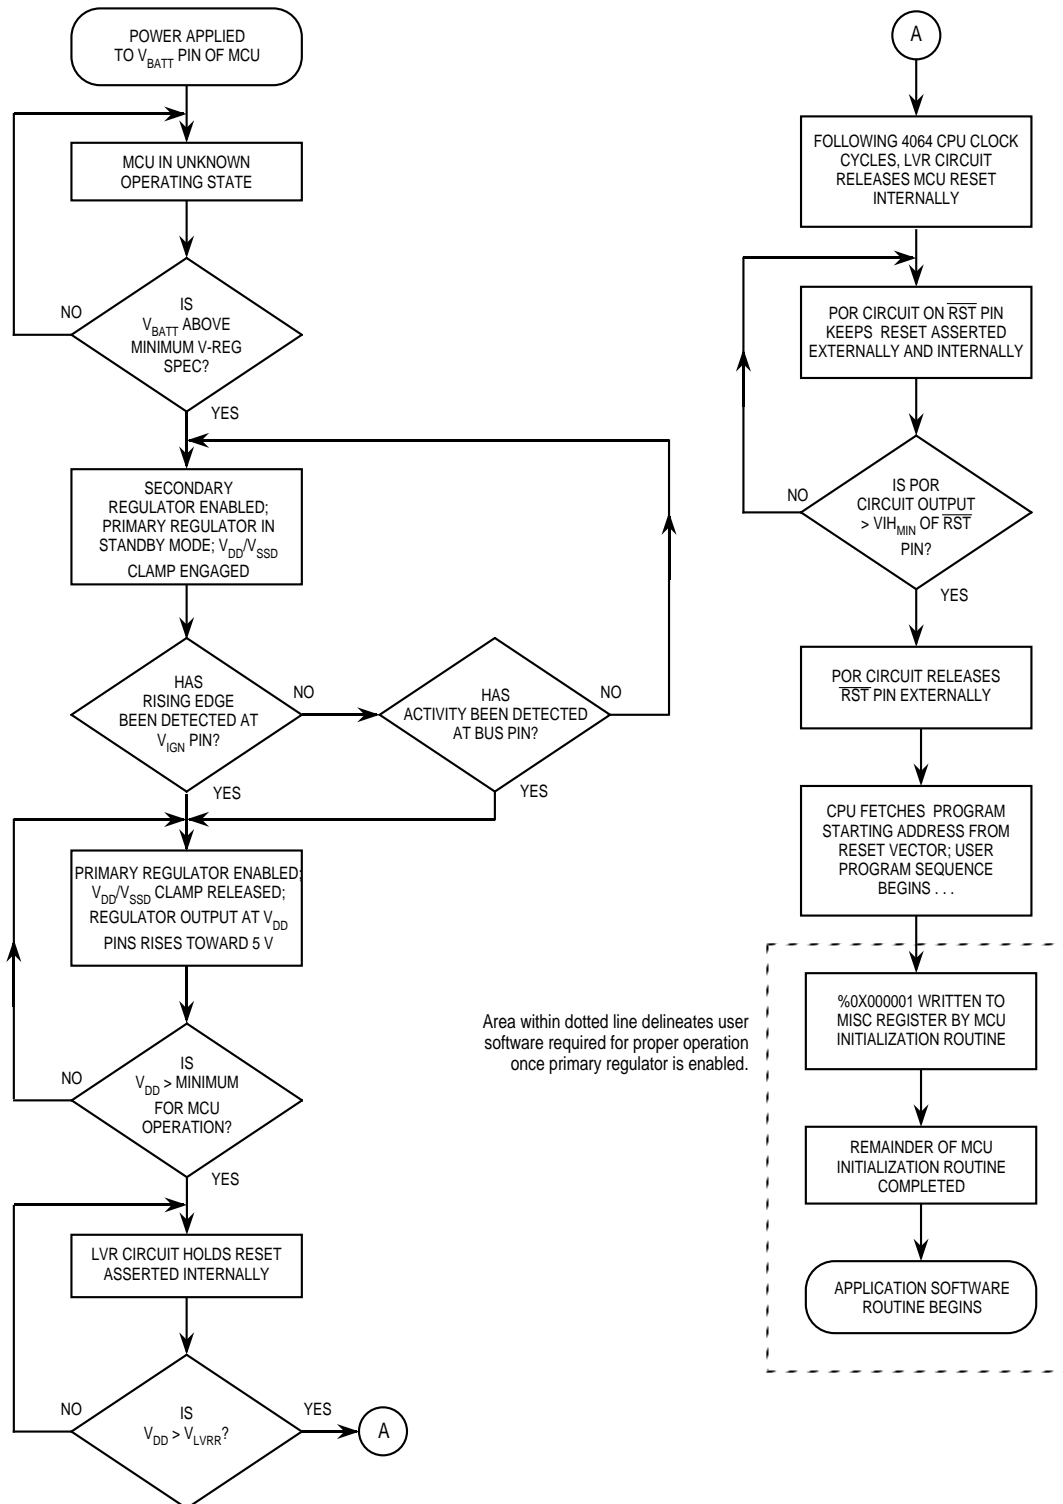 POWER APPLIED
TO VBATT PIN OF MCU
MCU IN UNKNOWN
OPERATING STATE
NO
IS
VBATT ABOVE
MINIMUM V-REG
SPEC?
YES
SECONDARY
REGULATOR ENABLED;
PRIMARY REGULATOR IN
STANDBY MODE; VDD/VSSD
CLAMP ENGAGED
HAS
RISING EDGE
BEEN DETECTED AT
VIGN PIN?
NO
YES
HAS
ACTIVITY BEEN DETECTED
AT BUS PIN?
NO
YES
PRIMARY REGULATOR ENABLED;
VDD/VSSD CLAMP RELEASED;
REGULATOR OUTPUT AT VDD
PINS RISES TOWARD 5 V
NO
IS
VDD > MINIMUM
FOR MCU
OPERATION?
YES
LVR CIRCUIT HOLDS RESET
ASSERTED INTERNALLY
NO
IS
VDD > VLVRR?
YES
A
A
FOLLOWING 4064 CPU CLOCK
CYCLES, LVR CIRCUIT
RELEASES MCU RESET
INTERNALLY
POR CIRCUIT ON RST PIN
KEEPS RESET ASSERTED
EXTERNALLY AND INTERNALLY
NO
IS POR
CIRCUIT OUTPUT
> VIHMIN OF RST
PIN?
YES
POR CIRCUIT RELEASES
RST PIN EXTERNALLY
CPU FETCHES PROGRAM
STARTING ADDRESS FROM
RESET VECTOR; USER
PROGRAM SEQUENCE
BEGINS . . .
Area within dotted line delineates user
software required for proper operation
once primary regulator is enabled.
%0X000001 WRITTEN TO
MISC REGISTER BY MCU
INITIALIZATION ROUTINE
REMAINDER OF MCU
INITIALIZATION ROUTINE
COMPLETED
APPLICATION SOFTWARE
ROUTINE BEGINS